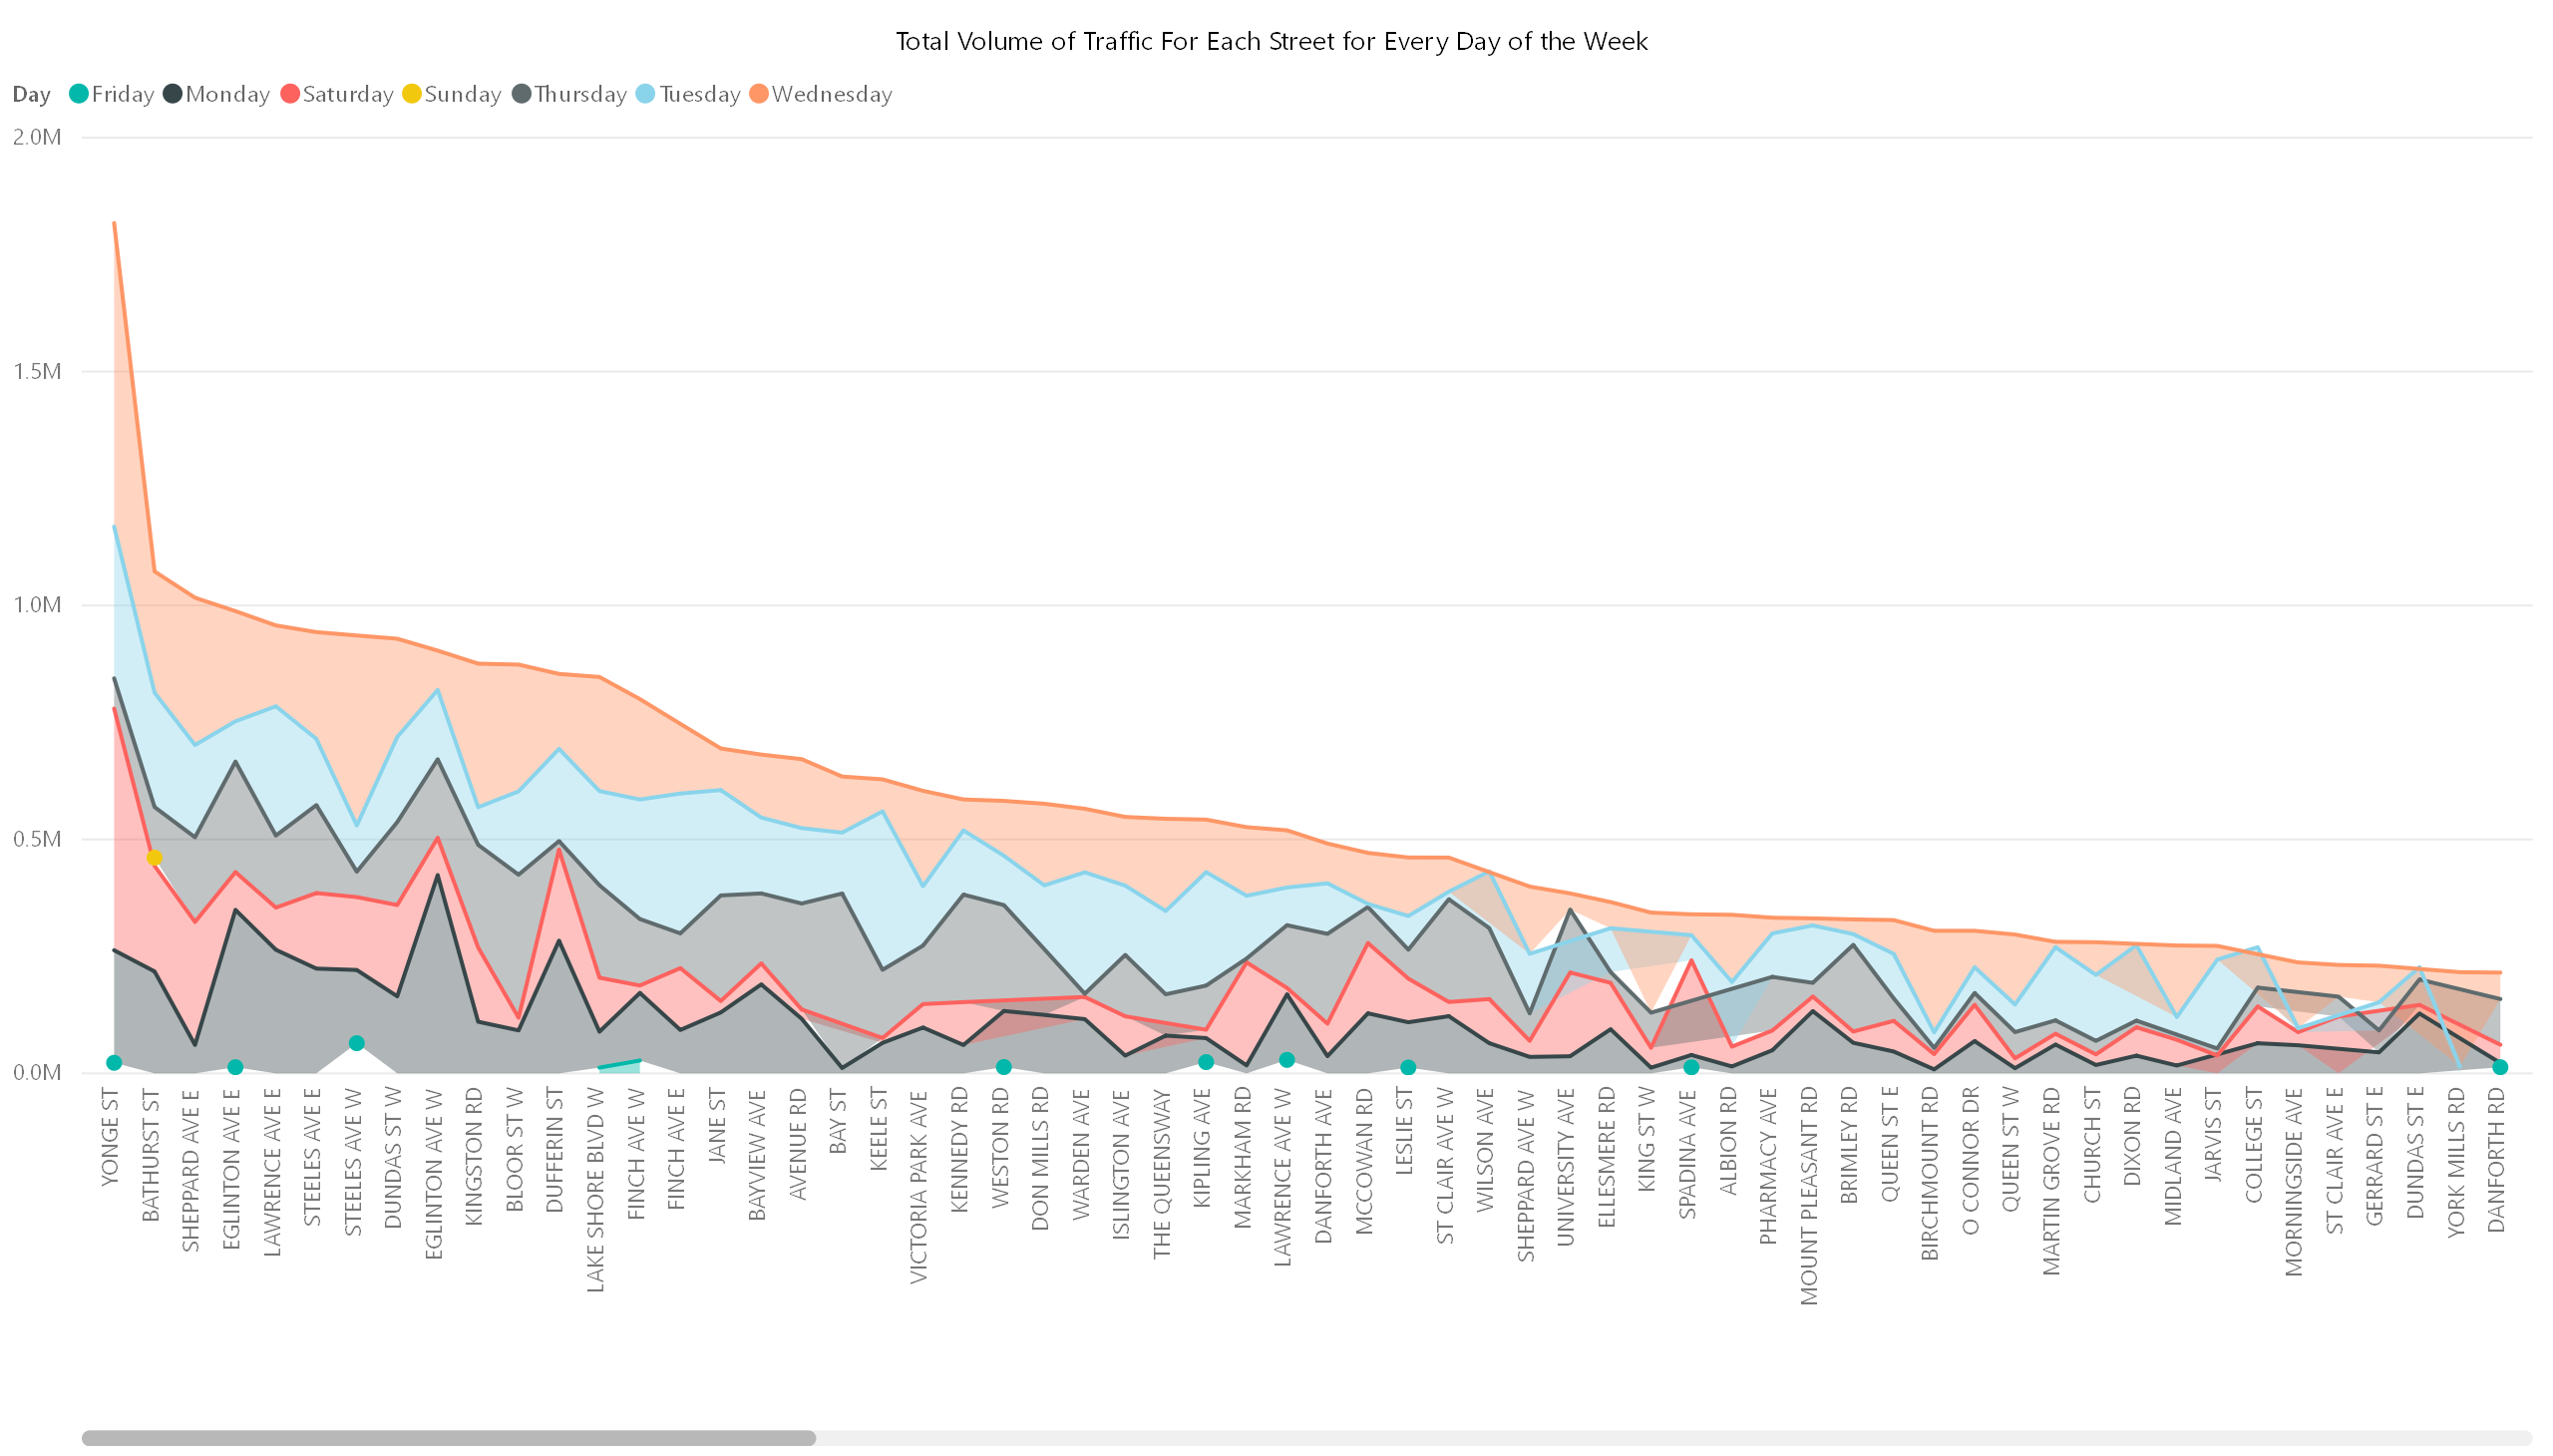 Total Volume of Traffic For Each Street for Every Day of the Week
Day Friday Monday Saturday Sunday Thursday Tuesday Wednesday
2.0M
1.5M
1.0M
0.5M
0.0M
YONGE ST
BATHURST ST
SHEPPARD AVE E
EGLINTON AVE E
LAWRENCE AVE E
STEELES AVE E
STEELES AVE W
DUNDAS ST W
EGLINTON AVE W
KINGSTON RD
BLOOR ST W
DUFFERIN ST
LAKE SHORE BLVD W
FINCH AVE W
FINCH AVE E
JANE ST
BAYVIEW AVE
AVENUE RD
BAY ST
KEELE ST
VICTORIA PARK AVE
KENNEDY RD
WESTON RD
DON MILLS RD
WARDEN AVE
ISLINGTON AVE
THE QUEENSWAY
KIPLING AVE
MARKHAM RD
LAWRENCE AVE W
DANFORTH AVE
MCCOWAN RD
LESLIE ST
ST CLAIR AVE W
WILSON AVE
SHEPPARD AVE W
UNIVERSITY AVE
ELLESMERE RD
KING ST W
SPADINA AVE
ALBION RD
PHARMACY AVE
MOUNT PLEASANT RD
BRIMLEY RD
QUEEN ST E
BIRCHMOUNT RD
O CONNOR DR
QUEEN ST W
MARTIN GROVE RD
CHURCH ST
DIXON RD
MIDLAND AVE
JARVIS ST
COLLEGE ST
MORNINGSIDE AVE
ST CLAIR AVE E
GERRARD ST E
DUNDAS ST E
YORK MILLS RD
DANFORTH RD